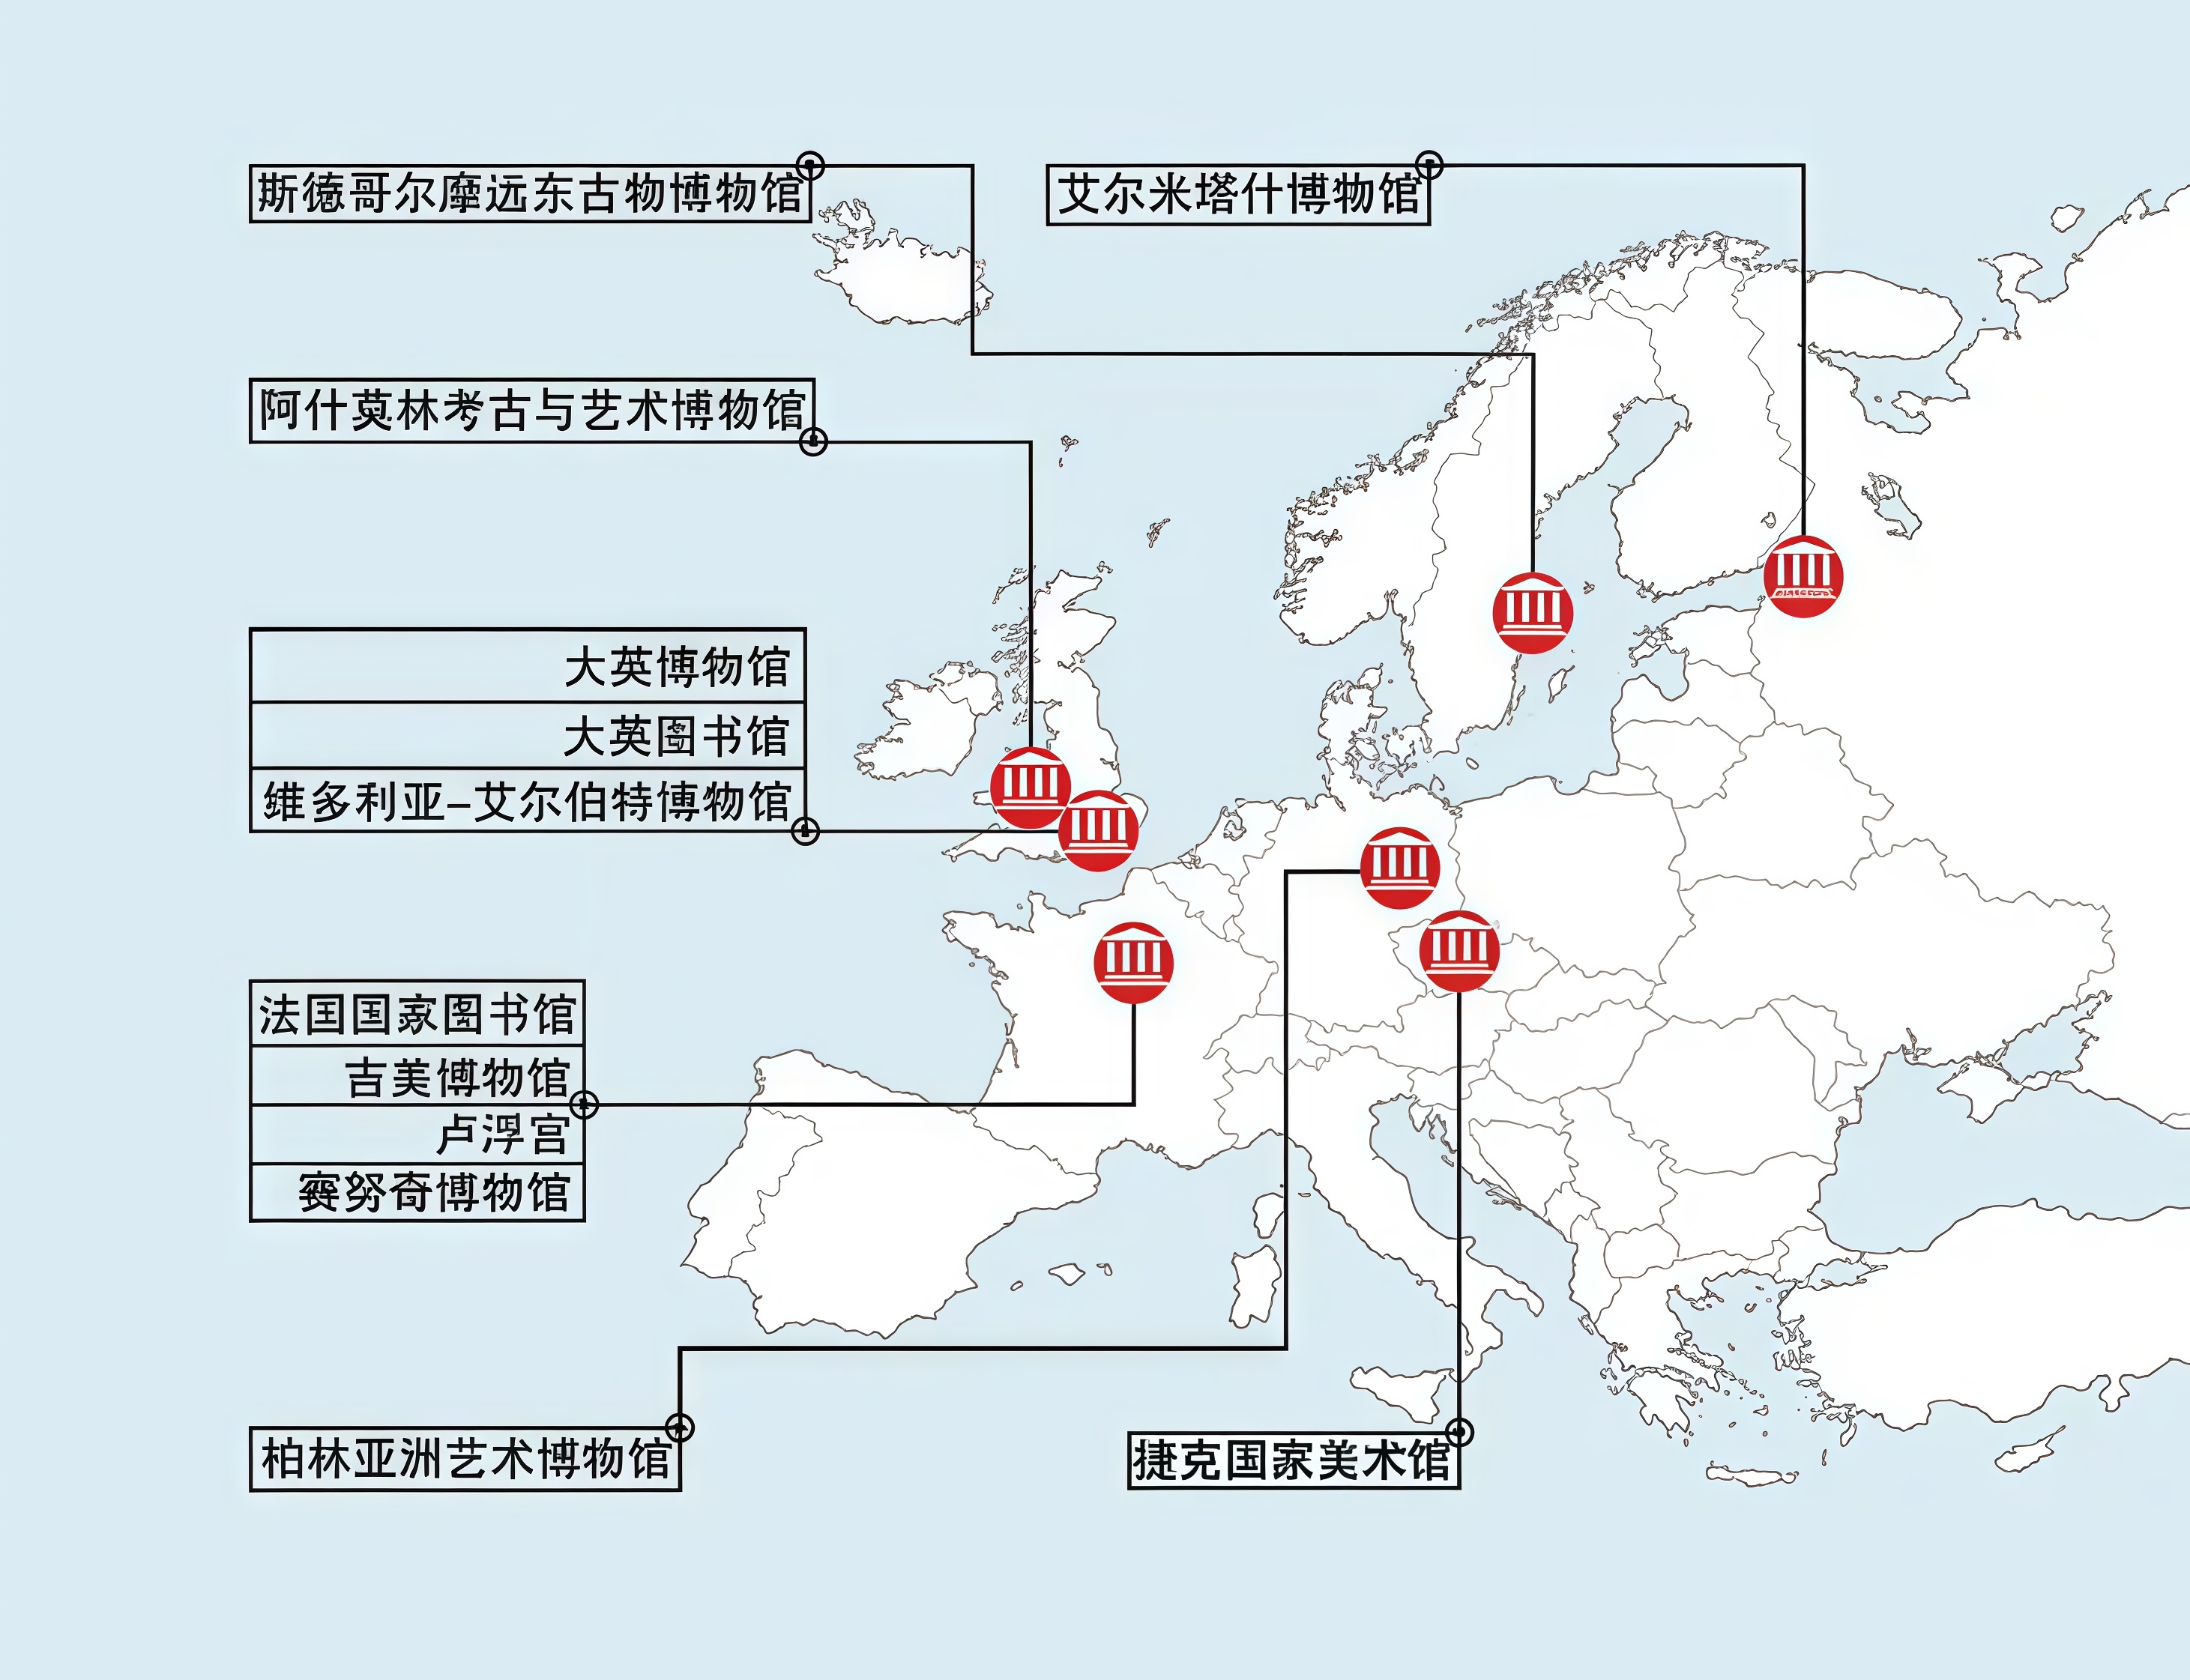 斯德哥尔摩远东古物博物馆
艾尔米塔什博物馆
阿什莫林考古与艺术博物馆
大英博物馆
大英图书馆
维多利亚–艾尔伯特博物馆
法国国家图书馆
吉美博物馆
卢浮宫
赛努奇博物馆
柏林亚洲艺术博物馆
捷克国家美术馆